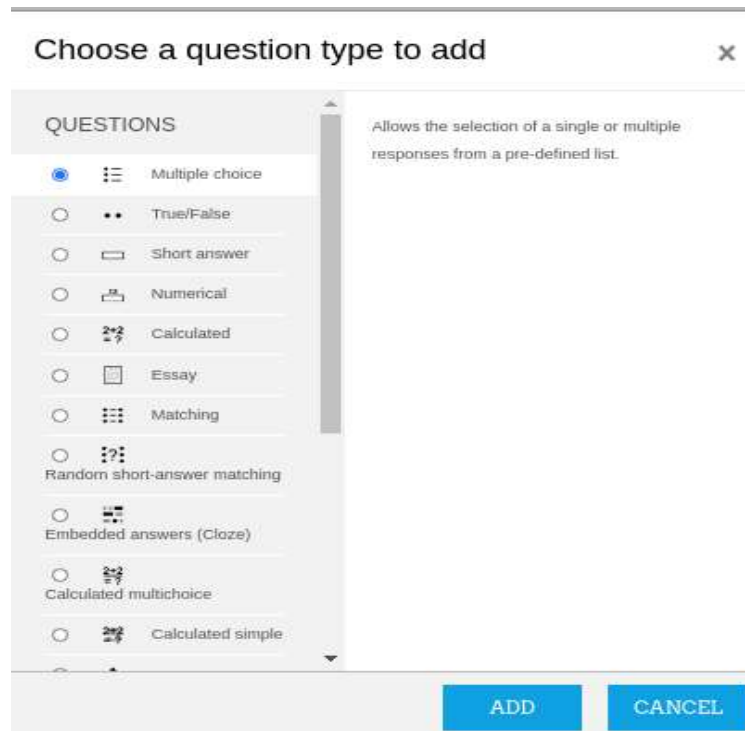 Choose a question type to add
×
QUESTIONS
Allows the selection of a single or multiple
responses from a pre-defined list.
Multiple choice
True/False
Short answer
Numerical
Calculated
Essay
Matching
Random short-answer matching
Embedded answers (Cloze)
Calculated multichoice
Calculated simple
ADD
CANCEL